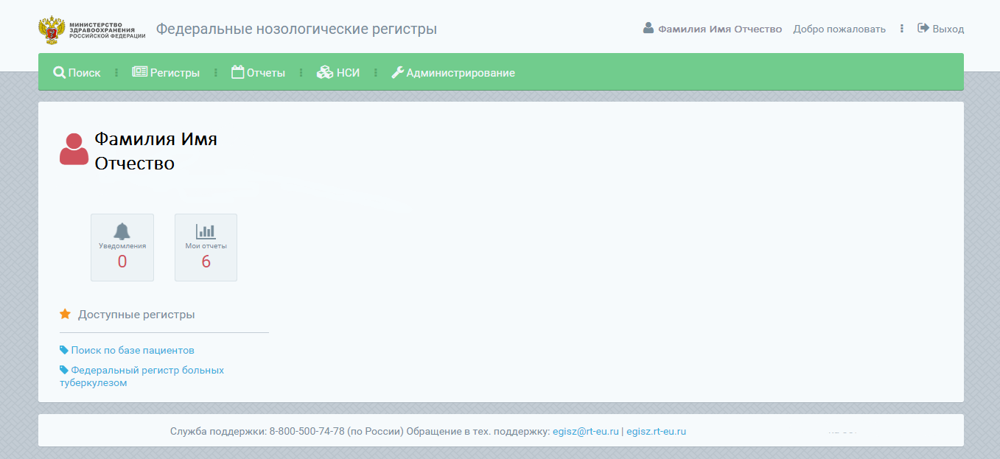 МИНИСТЕРСТВО
ЗДРАВООХРАНЕНИЯ
РОССИЙСКОЙ ФЕДЕРАЦИИ
Федеральные нозологические регистры
Фамилия Имя Отчество Добро пожаловать Выход
Поиск Регистры Отчеты НСИ Администрирование
Фамилия Имя
Отчество
Уведомления
0
Мои отчеты
6
Доступные регистры
Поиск по базе пациентов
Федеральный регистр больных
туберкулезом
Служба поддержки: 8-800-500-74-78 (по России) Обращение в тех. поддержку: egisz@rt-eu.ru | egisz.rt-eu.ru